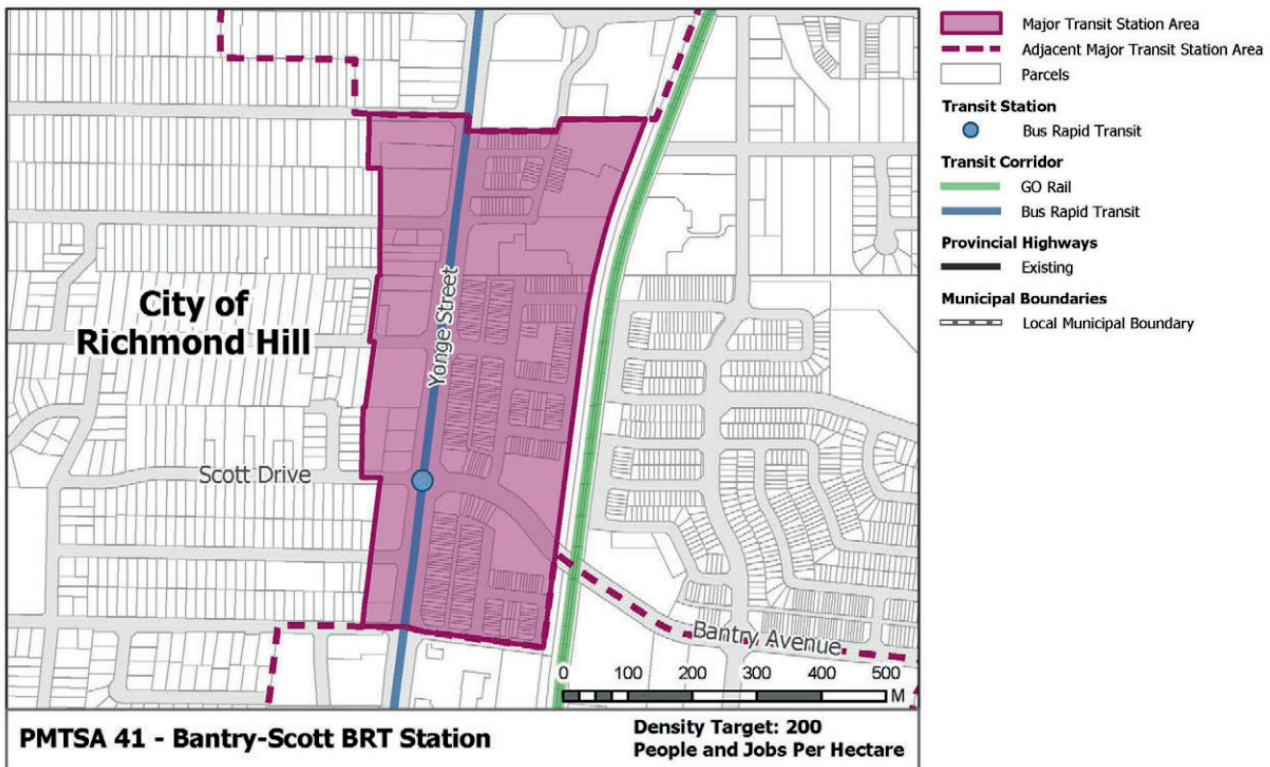 City of
Richmond Hill
Yonge Street
Scott Drive
Bantry Avenue
0 100 200 300 400 500
M
PMTSA 41 - Bantry-Scott BRT Station
Density Target: 200
People and Jobs Per Hectare
Major Transit Station Area
Adjacent Major Transit Station Area
Parcels
Transit Station
Bus Rapid Transit
Transit Corridor
GO Rail
Bus Rapid Transit
Provincial Highways
Existing
Municipal Boundaries
Local Municipal Boundary